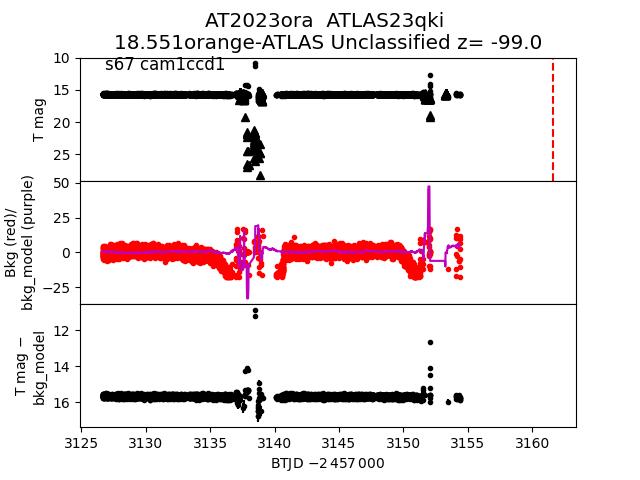 AT2023ora  ATLAS23qki
18.551orange-ATLAS Unclassified z= -99.0
s67 cam1ccd1
T mag
10
15
20
25
Bkg (red)/
bkg_model (purple)
50
25
0
−25
T mag −
bkg_model
12
14
16
3125 3130 3135 3140 3145 3150 3155 3160
BTJD −2 457 000